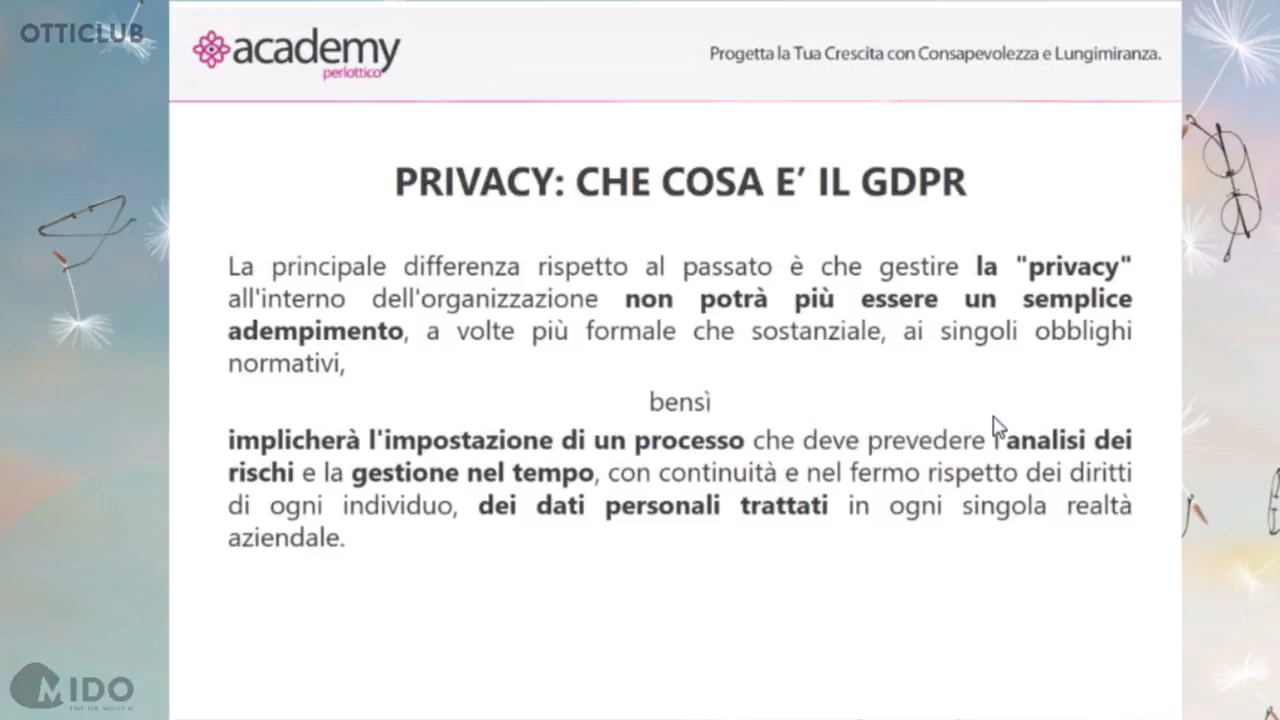 OTTICLUB
academy
perlottico
Progetta la Tua Crescita con Consapevolezza e Lungimiranza.
PRIVACY: CHE COSA E’ IL GDPR
La principale differenza rispetto al passato è che gestire la "privacy"
all'interno dell'organizzazione non potrà più essere un semplice
adempimento, a volte più formale che sostanziale, ai singoli obblighi
normativi,
bensì
implicherà l'impostazione di un processo che deve prevedere l'analisi dei
rischi e la gestione nel tempo, con continuità e nel fermo rispetto dei diritti
di ogni individuo, dei dati personali trattati in ogni singola realtà
aziendale.
MIDO